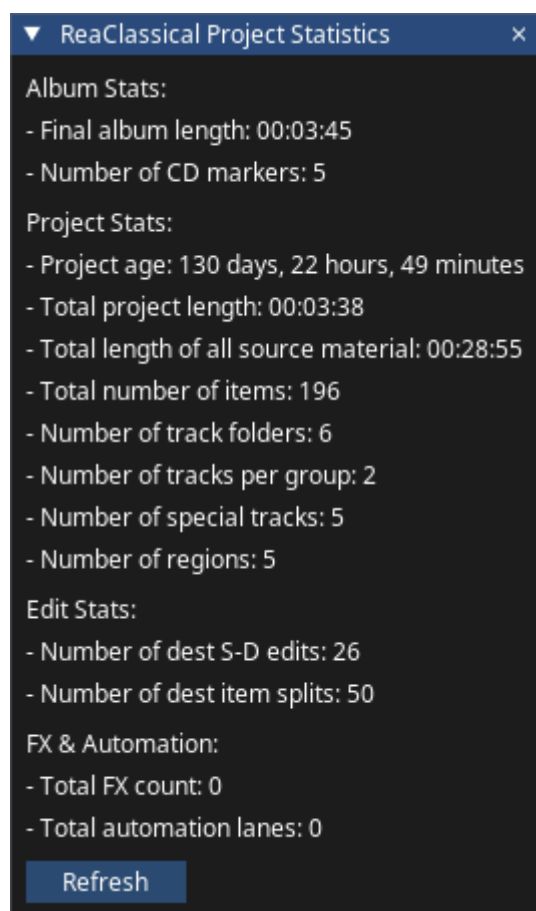 ReaClassical Project Statistics
Album Stats:
- Final album length: 00:03:45
- Number of CD markers: 5
Project Stats:
- Project age: 130 days, 22 hours, 49 minutes
- Total project length: 00:03:38
- Total length of all source material: 00:28:55
- Total number of items: 196
- Number of track folders: 6
- Number of tracks per group: 2
- Number of special tracks: 5
- Number of regions: 5
Edit Stats:
- Number of dest S-D edits: 26
- Number of dest item splits: 50
FX & Automation:
- Total FX count: 0
- Total automation lanes: 0
Refresh